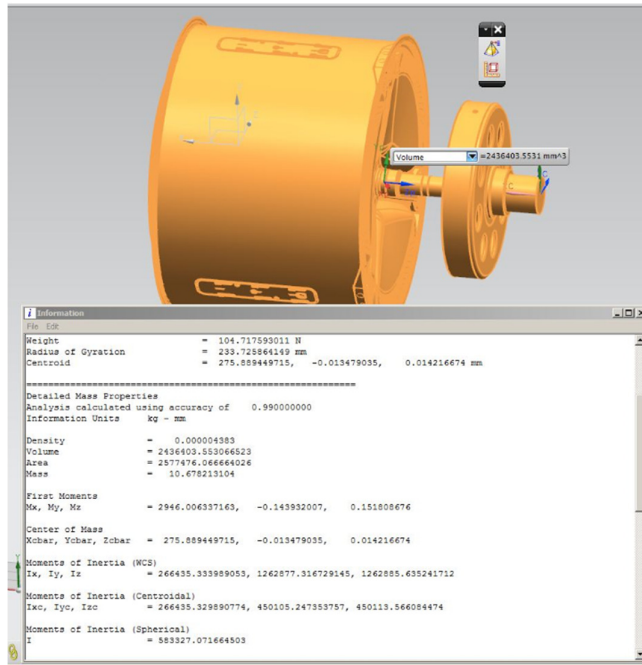 Volume =2436403.5531 mm^3
i Information
File Edit
Weight = 104.717593011 N
Radius of Gyration = 233.725864149 mm
Centroid = 275.889449715, -0.013479035, 0.014216674 mm
============================================================
Detailed Mass Properties
Analysis calculated using accuracy of 0.990000000
Information Units kg - mm
Density = 0.000004383
Volume = 2436403.553066523
Area = 2577476.066664026
Mass = 10.678213104
First Moments
Mx, My, Mz = 2946.006337163, -0.143932007, 0.151808676
Center of Mass
Xcbar, Ycbar, Zcbar = 275.889449715, -0.013479035, 0.014216674
Moments of Inertia (WCS)
Ix, Iy, Iz = 266435.333989053, 1262877.316729145, 1262885.635241712
Moments of Inertia (Centroidal)
Ixc, Iyc, Izc = 266435.329890774, 450105.247353757, 450113.566084474
Moments of Inertia (Spherical)
I = 583327.071664503